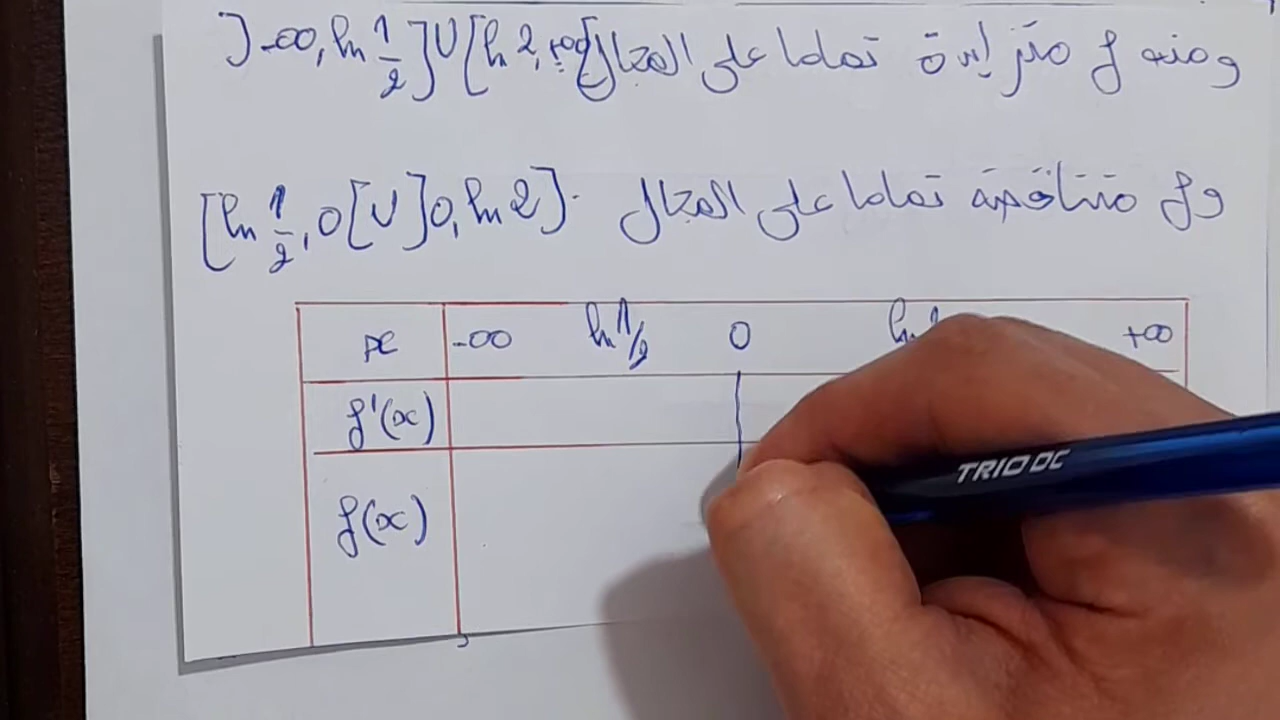 ومنه f متزايدة تماما على المجال ]-∞, ln 1/2] ∪ [ln 2, +∞[
و f متناقصة تماما على المجال [ln 1/2, 0[ ∪ ]0, ln 2].
x -∞ ln 1/2 0 ln +∞
f'(x)
f(x)
TRIO DC